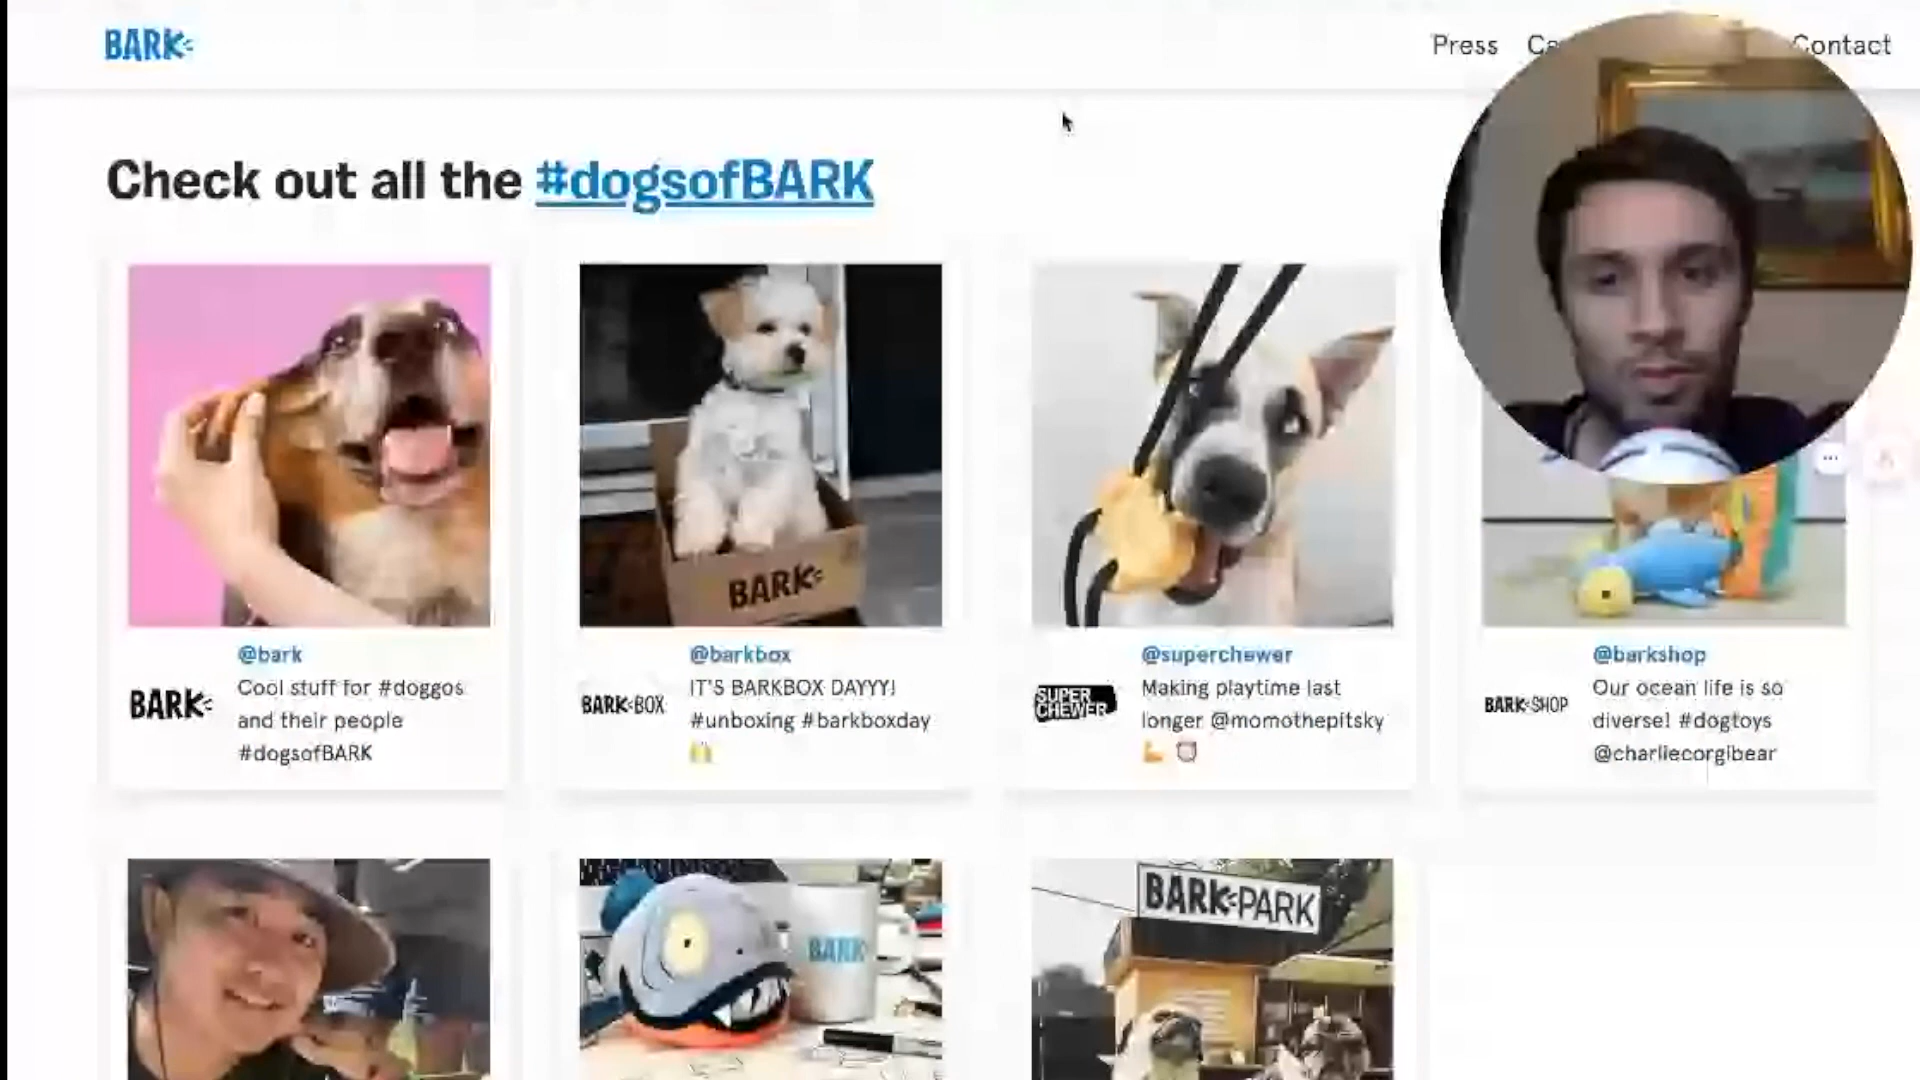 BARK
Press
Contact
Check out all the #dogsofBARK
BARK
@bark
Cool stuff for #doggos
and their people
#dogsofBARK
BARK
@barkbox
IT'S BARKBOX DAYYY!
#unboxing #barkboxday
BARK BOX
@superchewer
Making playtime last
longer @momothepitsky
SUPER
CHEWER
@barkshop
Our ocean life is so
diverse! #dogtoys
@charliecorgibear
BARK SHOP
BARK
BARK PARK